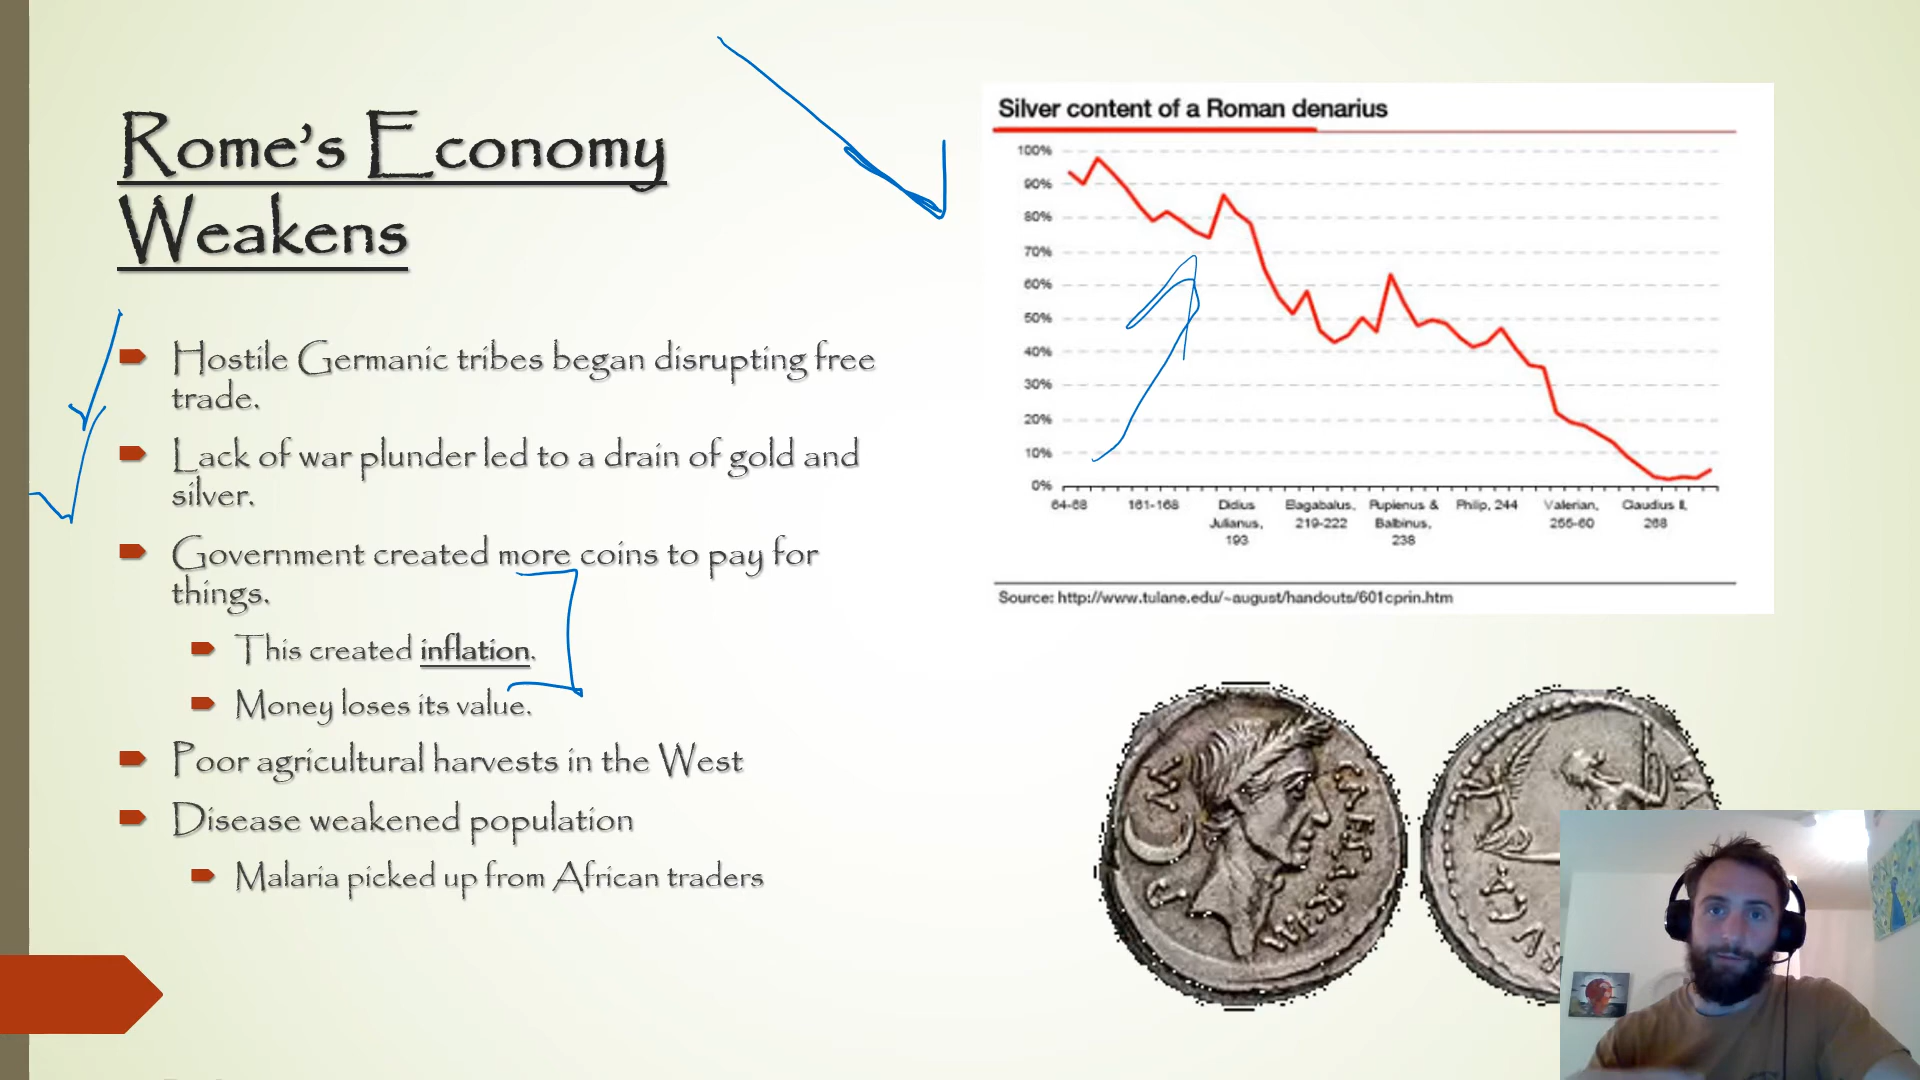 Rome's Economy
Weakens
Hostile Germanic tribes began disrupting free
trade.
Lack of war plunder led to a drain of gold and
silver.
Government created more coins to pay for
things.
This created inflation.
Money loses its value.
Poor agricultural harvests in the West
Disease weakened population
Malaria picked up from African traders
Silver content of a Roman denarius
100%
90%
80%
70%
60%
50%
40%
30%
20%
10%
0%
64-68 161-168 Didius Elagabalus, Pupienus & Philip, 244 Valerian, Claudius II,
Julianus, 219-222 Balbinus, 255-60 268
193 238
Source: http://www.tulane.edu/~august/handouts/601cprin.htm
CAESAR·IM